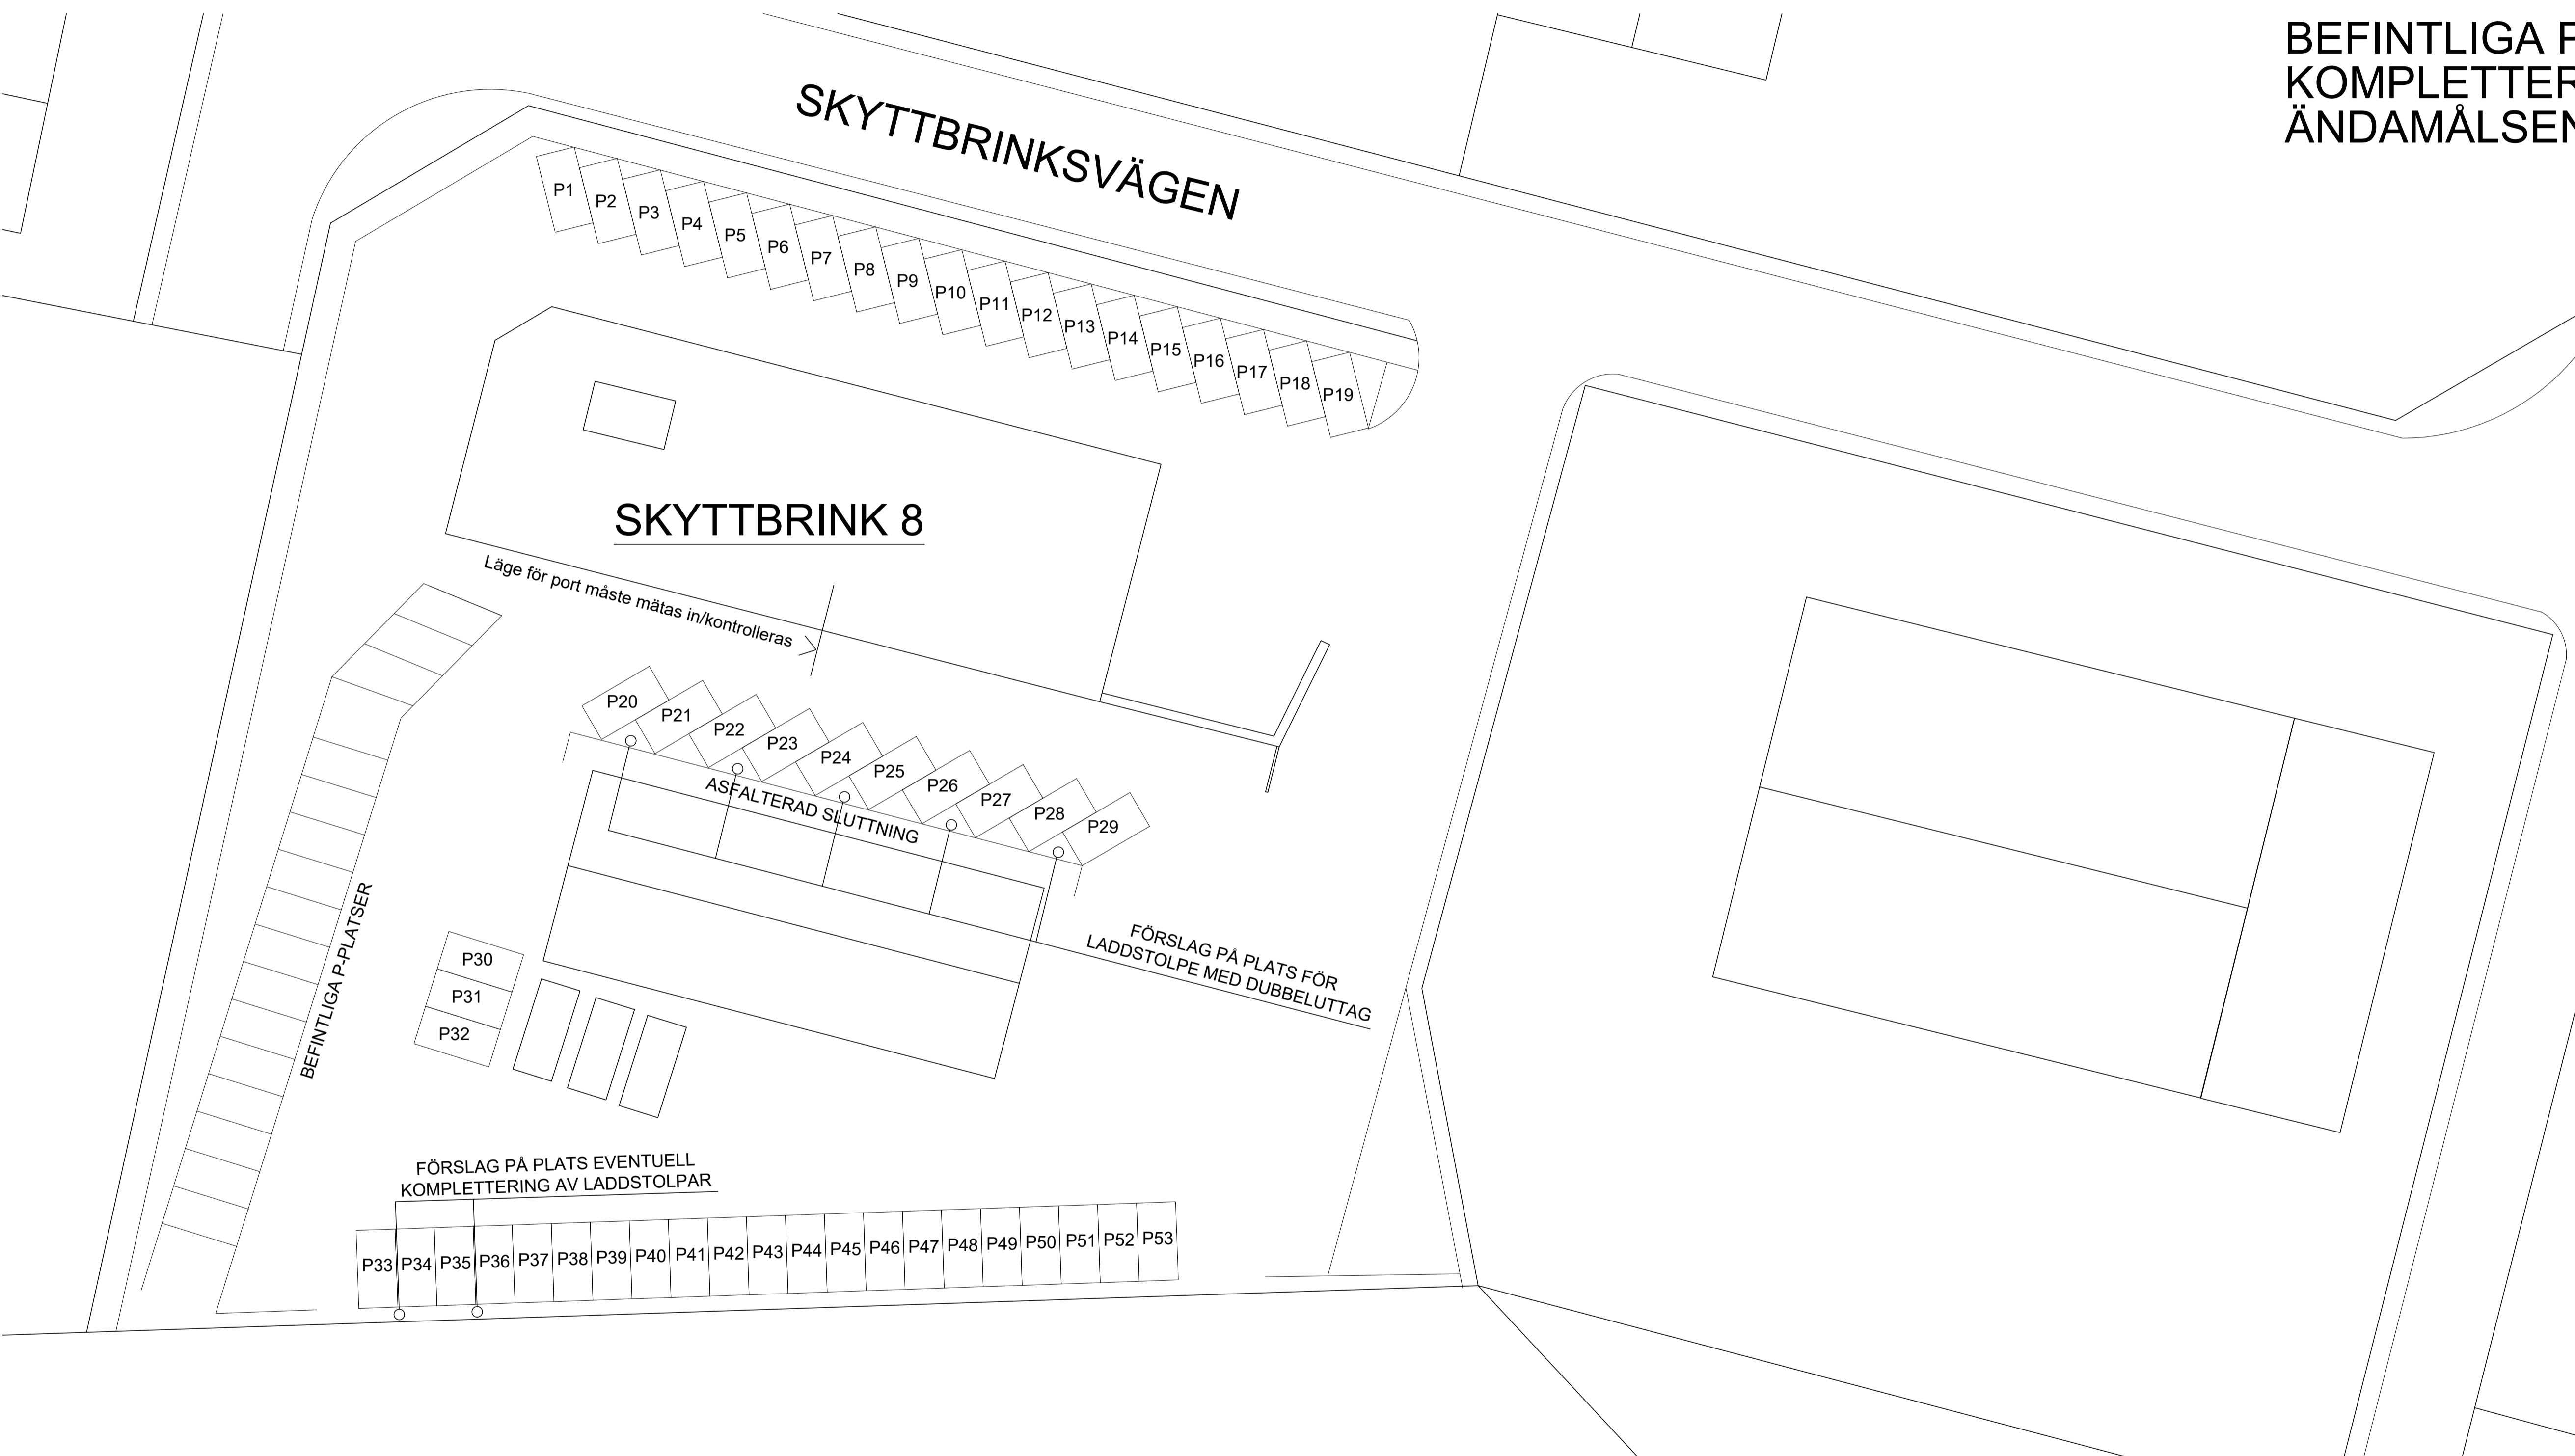 BEFINTLIGA
KOMPLETTER
ÄNDAMÅLSEN
SKYTTBRINKSVÄGEN
P1
P2
P3
P4
P5
P6
P7
P8
P9
P10
P11
P12
P13
P14
P15
P16
P17
P18
P19
SKYTTBRINK 8
Läge för port måste mätas in/kontrolleras
P20
P21
P22
P23
P24
P25
P26
P27
P28
P29
ASFALTERAD SLUTTNING
BEFINTLIGA P-PLATSER
P30
P31
P32
FÖRSLAG PÅ PLATS FÖR
LADDSTOLPE MED DUBBELUTTAG
FÖRSLAG PÅ PLATS EVENTUELL
KOMPLETTERING AV LADDSTOLPAR
P33
P34
P35
P36
P37
P38
P39
P40
P41
P42
P43
P44
P45
P46
P47
P48
P49
P50
P51
P52
P53